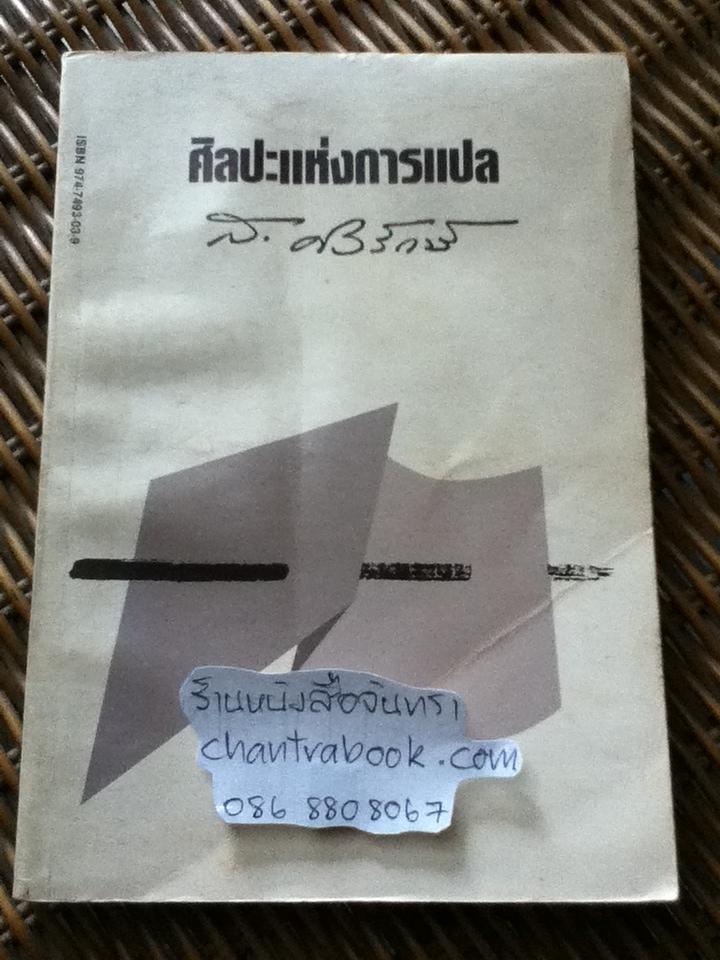 ISBN 974-7493-03-9
ศิลปะแห่งการแปล
ส. ศิวรักษ์
ร้านหนังสือจันทรา
chantrabook.com
086 8808067